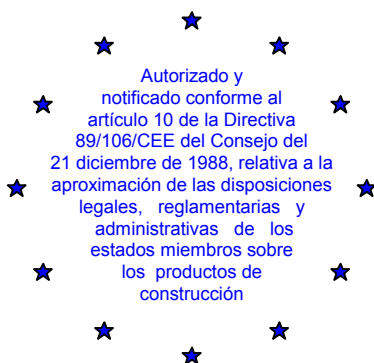 Autorizado y
notificado conforme al
artículo 10 de la Directiva
89/106/CEE del Consejo del
21 diciembre de 1988, relativa a la
aproximación de las disposiciones
legales, reglamentarias y
administrativas de los
estados miembros sobre
los productos de
construcción